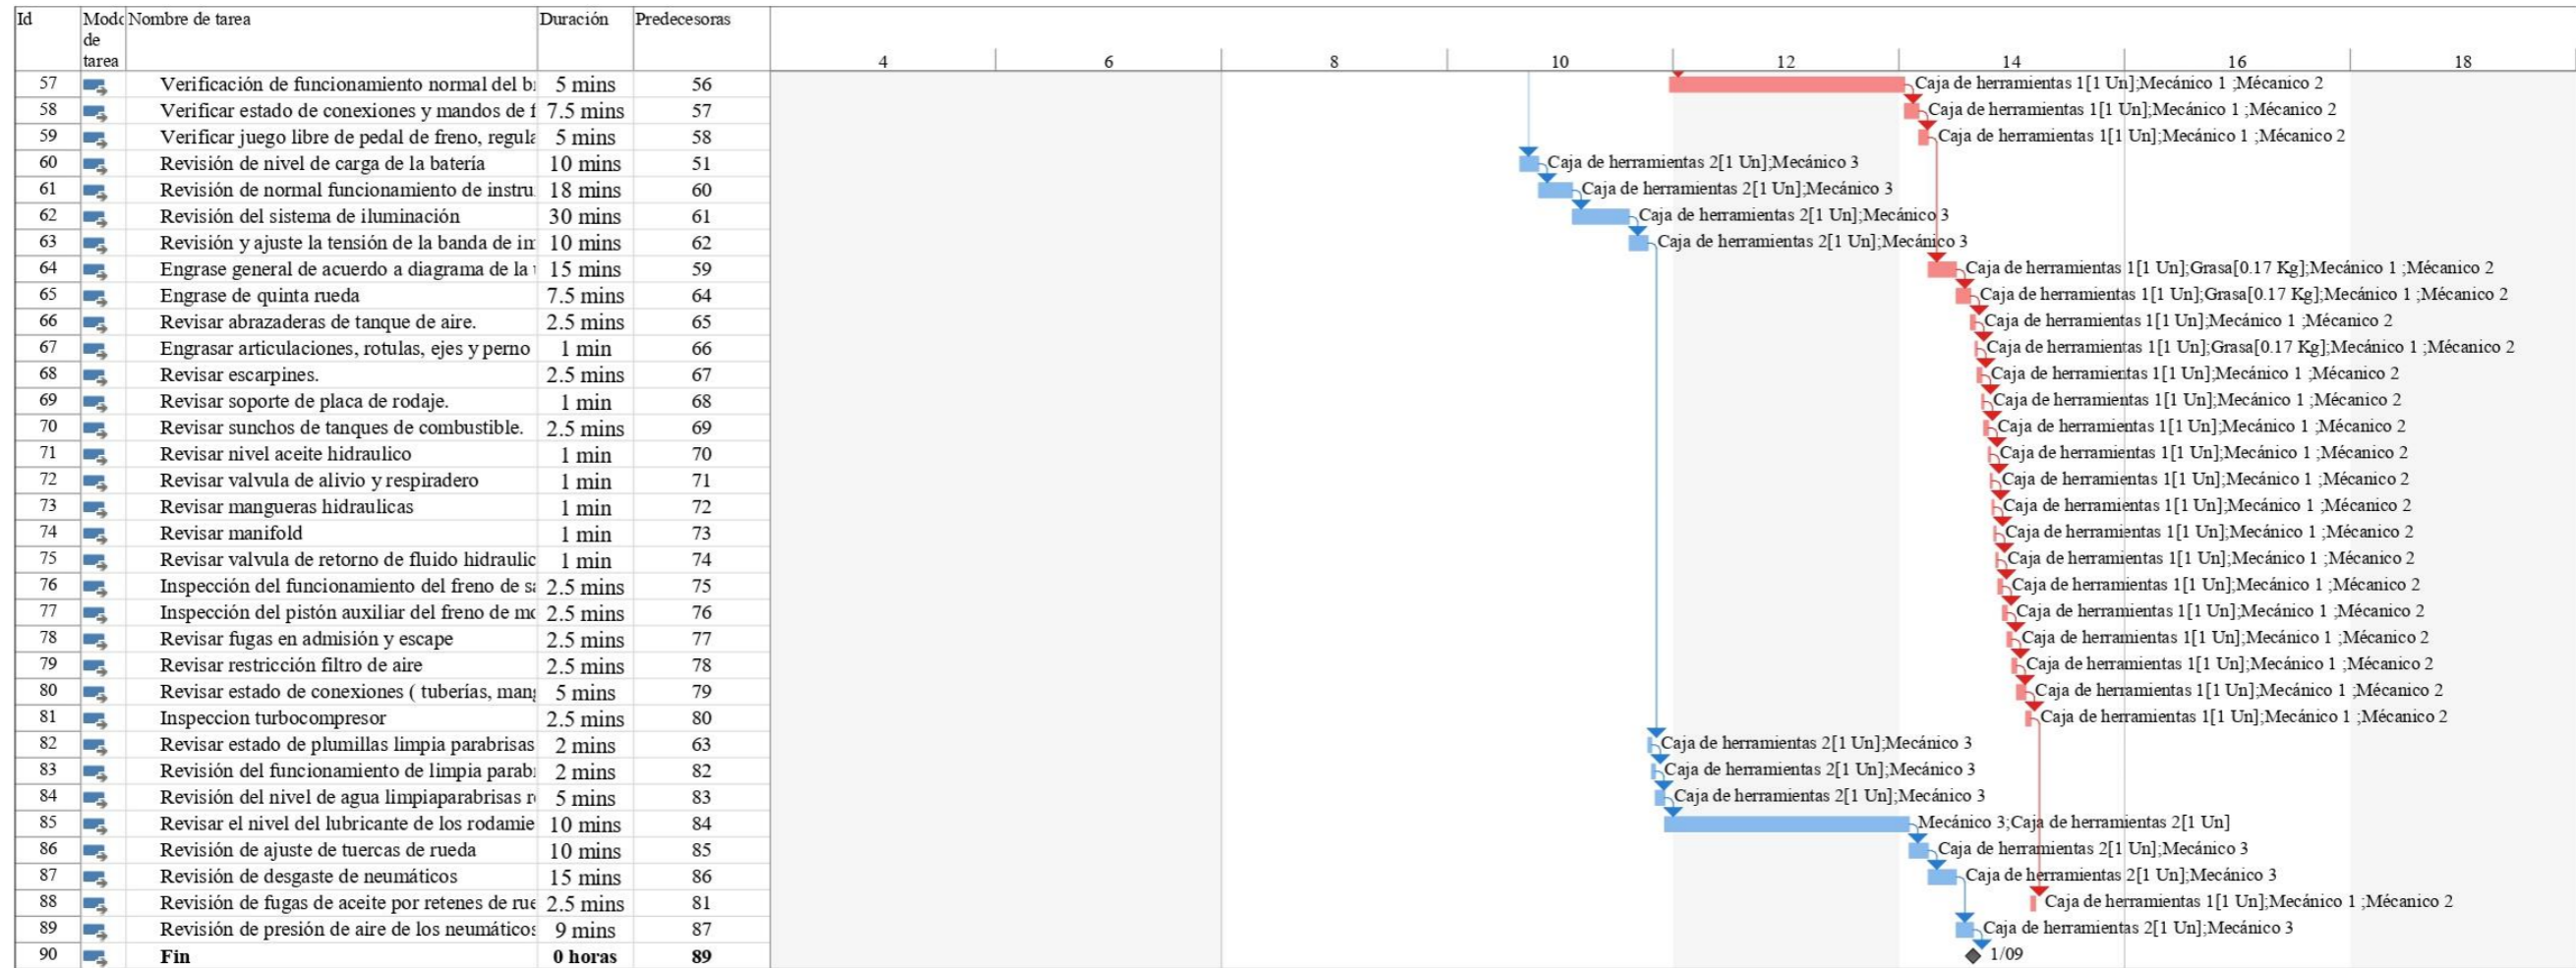 Id Modo de tarea Nombre de tarea Duración Predecesoras
4 6 8 10 12 14 16 18
57 Verificación de funcionamiento normal del 5 mins 56 Caja de herramientas 1[1 Un];Mecánico 1 ;Mécanico 2
58 Verificar estado de conexiones y mandos de 7.5 mins 57 Caja de herramientas 1[1 Un];Mecánico 1 ;Mécanico 2
59 Verificar juego libre de pedal de freno, regula 5 mins 58 Caja de herramientas 1[1 Un];Mecánico 1 ;Mécanico 2
60 Revisión de nivel de carga de la batería 10 mins 51 Caja de herramientas 2[1 Un];Mecánico 3
61 Revisión de normal funcionamiento de instru 18 mins 60 Caja de herramientas 2[1 Un];Mecánico 3
62 Revisión del sistema de iluminación 30 mins 61 Caja de herramientas 2[1 Un];Mecánico 3
63 Revisión y ajuste la tensión de la banda de im 10 mins 62 Caja de herramientas 2[1 Un];Mecánico 3
64 Engrase general de acuerdo a diagrama de la 15 mins 59 Caja de herramientas 1[1 Un];Grasa[0.17 Kg];Mecánico 1 ;Mécanico 2
65 Engrase de quinta rueda 7.5 mins 64 Caja de herramientas 1[1 Un];Grasa[0.17 Kg];Mecánico 1 ;Mécanico 2
66 Revisar abrazaderas de tanque de aire. 2.5 mins 65 Caja de herramientas 1[1 Un];Mecánico 1 ;Mécanico 2
67 Engrasar articulaciones, rotulas, ejes y perno 1 min 66 Caja de herramientas 1[1 Un];Grasa[0.17 Kg];Mecánico 1 ;Mécanico 2
68 Revisar escarpines. 2.5 mins 67 Caja de herramientas 1[1 Un];Mecánico 1 ;Mécanico 2
69 Revisar soporte de placa de rodaje. 1 min 68 Caja de herramientas 1[1 Un];Mecánico 1 ;Mécanico 2
70 Revisar sunchos de tanques de combustible. 2.5 mins 69 Caja de herramientas 1[1 Un];Mecánico 1 ;Mécanico 2
71 Revisar nivel aceite hidraulico 1 min 70 Caja de herramientas 1[1 Un];Mecánico 1 ;Mécanico 2
72 Revisar valvula de alivio y respiradero 1 min 71 Caja de herramientas 1[1 Un];Mecánico 1 ;Mécanico 2
73 Revisar mangueras hidraulicas 1 min 72 Caja de herramientas 1[1 Un];Mecánico 1 ;Mécanico 2
74 Revisar manifold 1 min 73 Caja de herramientas 1[1 Un];Mecánico 1 ;Mécanico 2
75 Revisar valvula de retorno de fluido hidraulic 1 min 74 Caja de herramientas 1[1 Un];Mecánico 1 ;Mécanico 2
76 Inspección del funcionamiento del freno de sa 2.5 mins 75 Caja de herramientas 1[1 Un];Mecánico 1 ;Mécanico 2
77 Inspección del pistón auxiliar del freno de mo 2.5 mins 76 Caja de herramientas 1[1 Un];Mecánico 1 ;Mécanico 2
78 Revisar fugas en admisión y escape 2.5 mins 77 Caja de herramientas 1[1 Un];Mecánico 1 ;Mécanico 2
79 Revisar restricción filtro de aire 2.5 mins 78 Caja de herramientas 1[1 Un];Mecánico 1 ;Mécanico 2
80 Revisar estado de conexiones ( tuberías, mang 5 mins 79 Caja de herramientas 1[1 Un];Mecánico 1 ;Mécanico 2
81 Inspeccion turbocompresor 2.5 mins 80 Caja de herramientas 1[1 Un];Mecánico 1 ;Mécanico 2
82 Revisar estado de plumillas limpia parabrisas 2 mins 63 Caja de herramientas 2[1 Un];Mecánico 3
83 Revisión del funcionamiento de limpia parab 2 mins 82 Caja de herramientas 2[1 Un];Mecánico 3
84 Revisión del nivel de agua limpiaparabrisas 5 mins 83 Caja de herramientas 2[1 Un];Mecánico 3
85 Revisar el nivel del lubricante de los rodamie 10 mins 84 Mecánico 3;Caja de herramientas 2[1 Un]
86 Revisión de ajuste de tuercas de rueda 10 mins 85 Caja de herramientas 2[1 Un];Mecánico 3
87 Revisión de desgaste de neumáticos 15 mins 86 Caja de herramientas 2[1 Un];Mecánico 3
88 Revisión de fugas de aceite por retenes de rue 2.5 mins 81 Caja de herramientas 1[1 Un];Mecánico 1 ;Mécanico 2
89 Revisión de presión de aire de los neumáticos 9 mins 87 Caja de herramientas 2[1 Un];Mecánico 3
90 Fin 0 horas 89 1/09